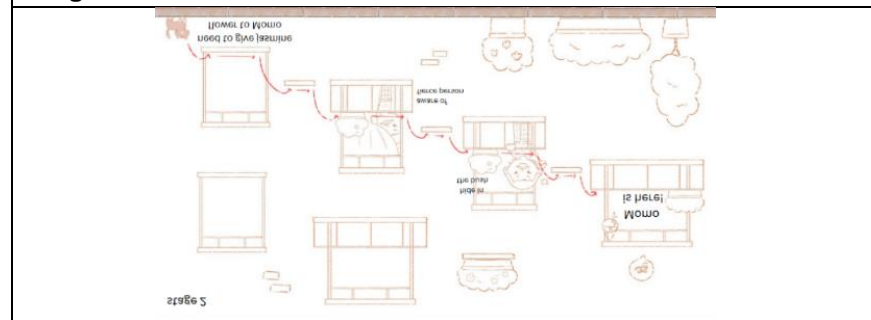 stage 2
Momo
is here!
hide in
the bush
aware of
fierce person
need to give jasmine
flower to Momo